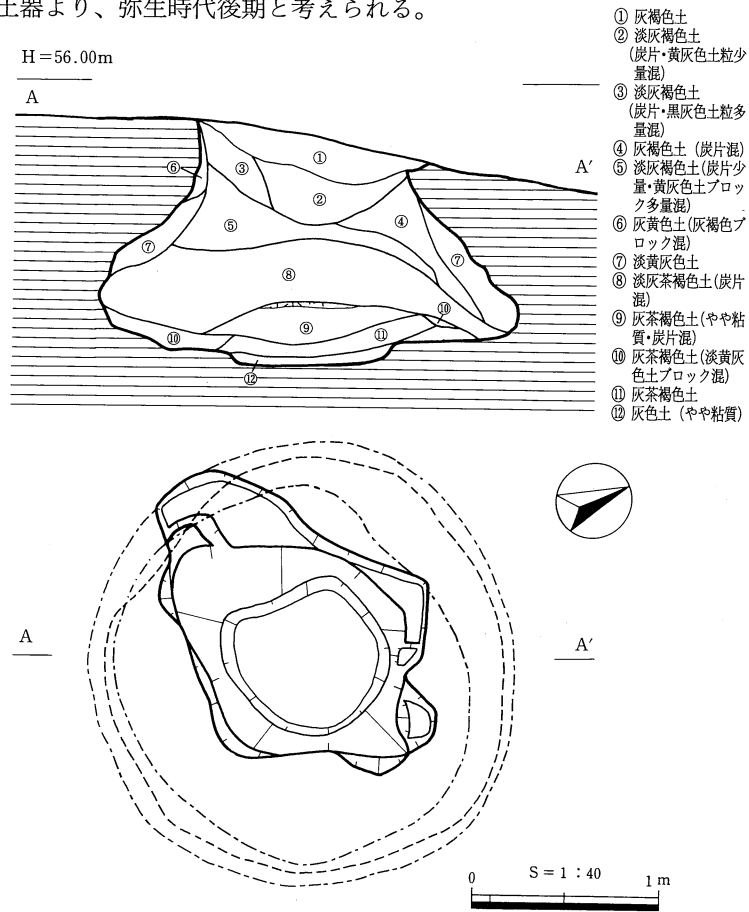 土器より、弥生時代後期と考えられる。
H=56.00m
A
A′
① 灰褐色土
② 淡灰褐色土
(炭片・黄灰色土粒少
量混)
③ 淡灰褐色土
(炭片・黒灰色土粒多
量混)
④ 灰褐色土 (炭片混)
⑤ 淡灰褐色土(炭片少
量・黄灰色土ブロッ
ク多量混)
⑥ 灰黄色土(灰褐色ブ
ロック混)
⑦ 淡黄灰色土
⑧ 淡灰茶褐色土(炭片
混)
⑨ 灰茶褐色土(やや粘
質・炭片混)
⑩ 灰茶褐色土(淡黄灰
色土ブロック混)
⑪ 灰茶褐色土
⑫ 灰色土 (やや粘質)
①
⑥
③
②
④
⑤
⑦
⑦
⑧
⑩
⑨
⑪
⑩
⑫
A
A′
S=1:40
0
1m